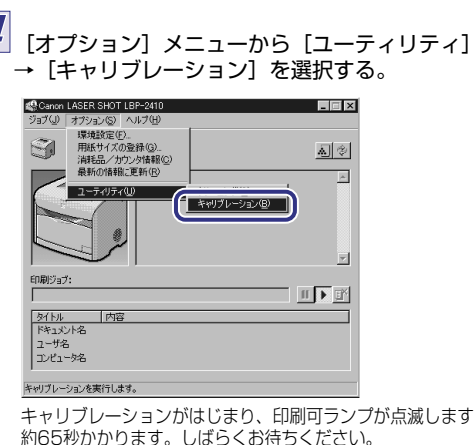 [オプション] メニューから [ユーティリティ]
→ [キャリブレーション] を選択する。
Canon LASER SHOT LBP-2410
ジョブ(J) オプション(S) ヘルプ(H)
環境設定(F)...
用紙サイズの登録(G)...
消耗品／カウンタ情報(C)
最新の情報に更新(R)
ユーティリティ(U)
キャリブレーション(B)
印刷ジョブ:
タイトル 内容
ドキュメント名
ユーザ名
コンピュータ名
キャリブレーションを実行します。
キャリブレーションがはじまり、印刷可ランプが点滅します
約65秒かかります。しばらくお待ちください。